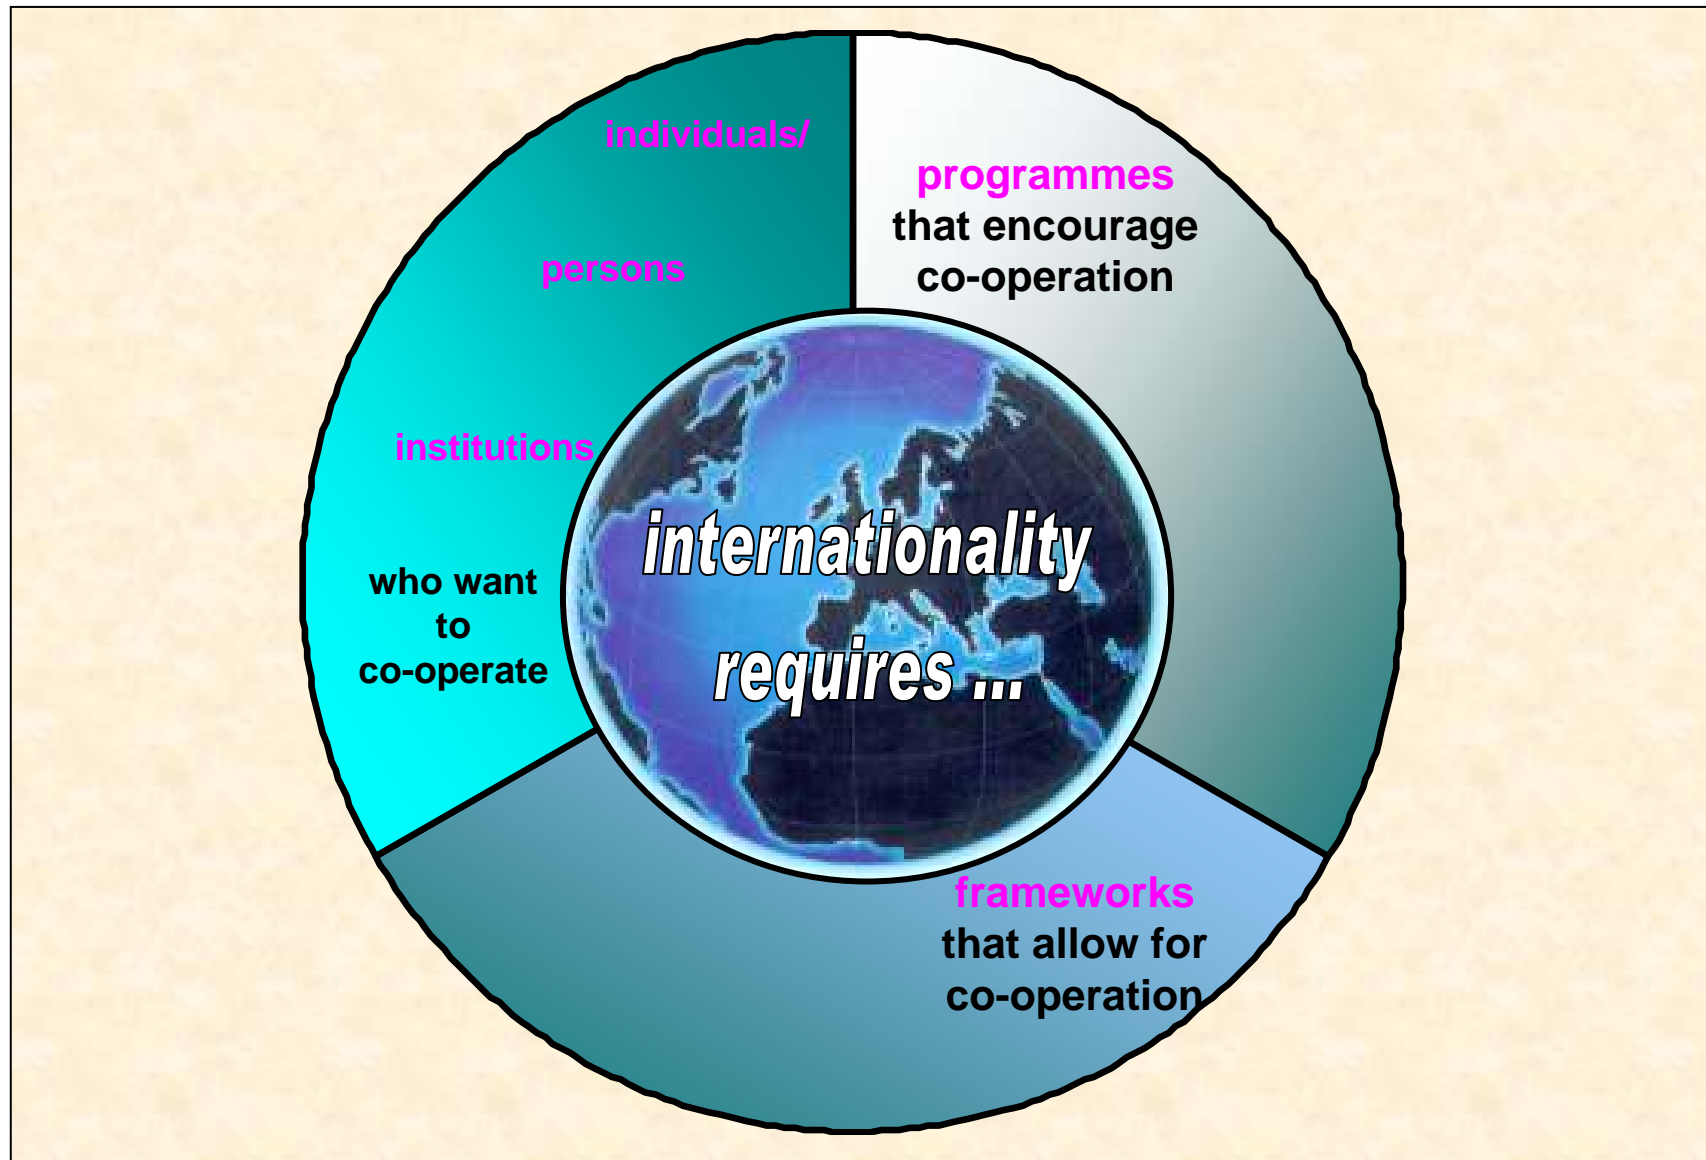 individuals/
persons
institutions
who want
to
co-operate
programmes
that encourage
co-operation
internationality
requires ...
frameworks
that allow for
co-operation